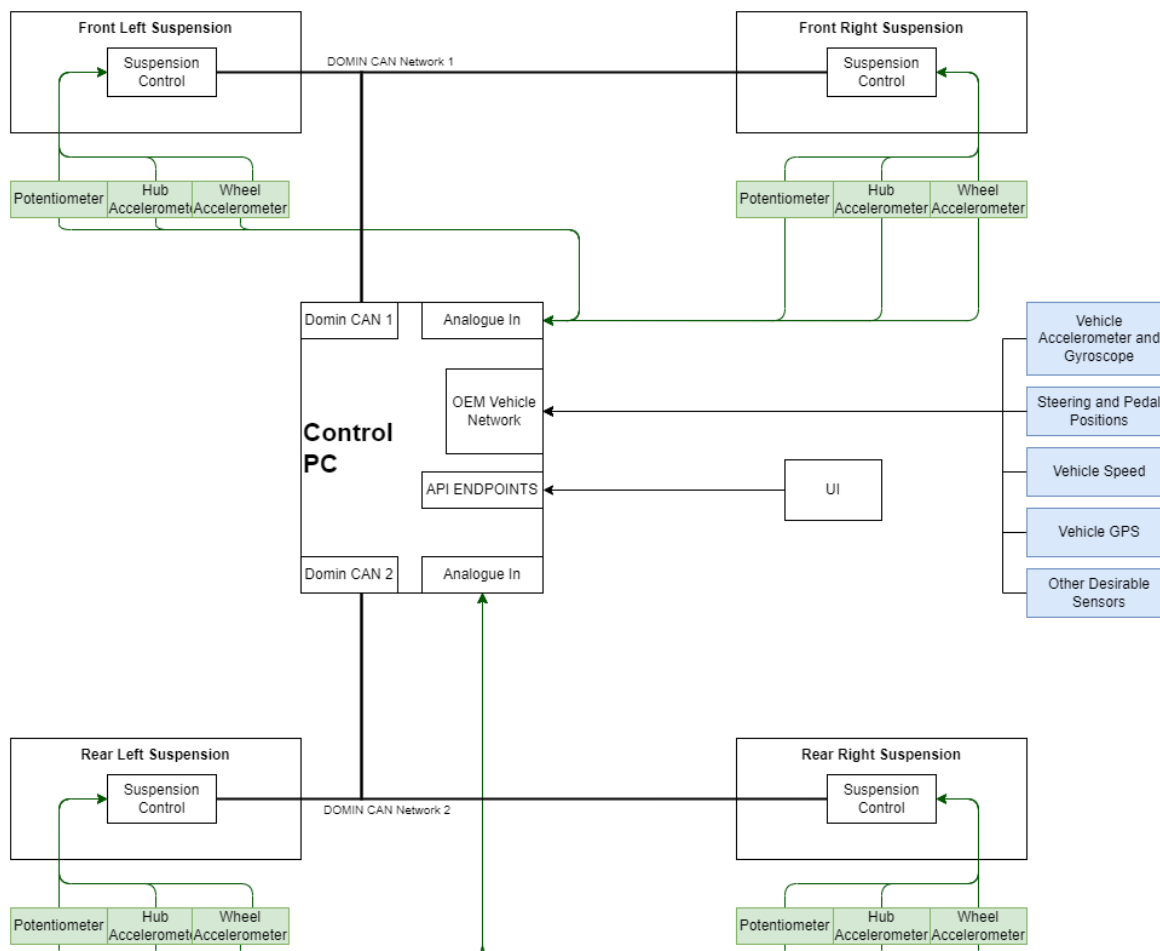 Front Left Suspension
Front Right Suspension
Suspension
Control
DOMIN CAN Network 1
Suspension
Control
Potentiometer
Hub
Accelerometer
Wheel
Accelerometer
Potentiometer
Hub
Accelerometer
Wheel
Accelerometer
Domin CAN 1
Analogue In
Vehicle
Accelerometer and
Gyroscope
OEM Vehicle
Network
Steering and Pedal
Positions
Control
PC
Vehicle Speed
API ENDPOINTS
UI
Vehicle GPS
Domin CAN 2
Analogue In
Other Desirable
Sensors
Rear Left Suspension
Rear Right Suspension
Suspension
Control
DOMIN CAN Network 2
Suspension
Control
Potentiometer
Hub
Accelerometer
Wheel
Accelerometer
Potentiometer
Hub
Accelerometer
Wheel
Accelerometer